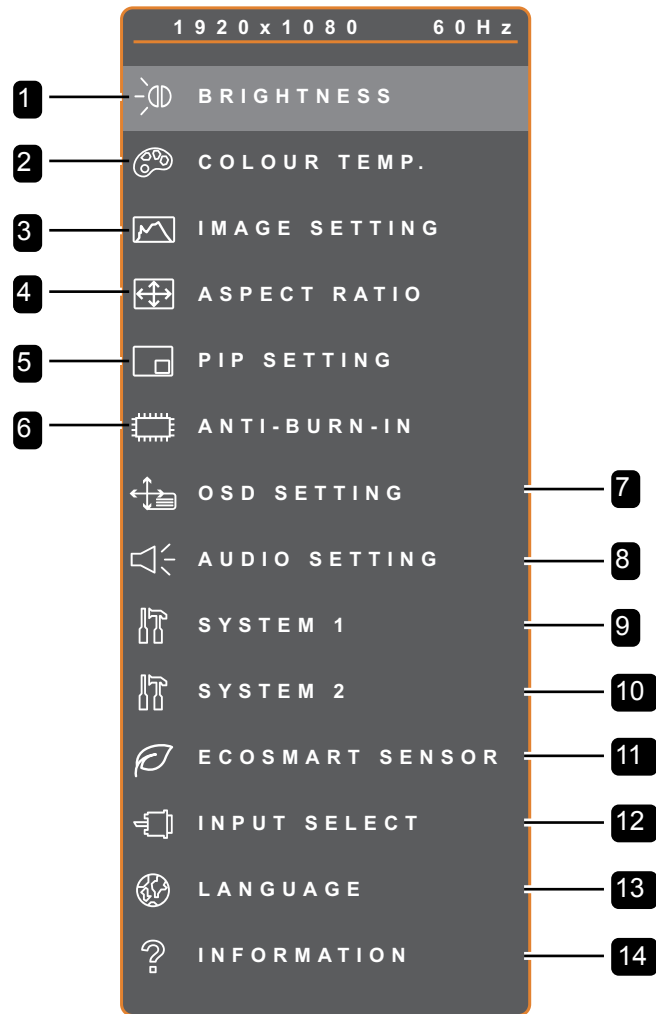 1920x1080 60Hz
1 BRIGHTNESS
2 COLOUR TEMP.
3 IMAGE SETTING
4 ASPECT RATIO
5 PIP SETTING
6 ANTI-BURN-IN
OSD SETTING 7
AUDIO SETTING 8
SYSTEM 1 9
SYSTEM 2 10
ECOSMART SENSOR 11
INPUT SELECT 12
LANGUAGE 13
INFORMATION 14